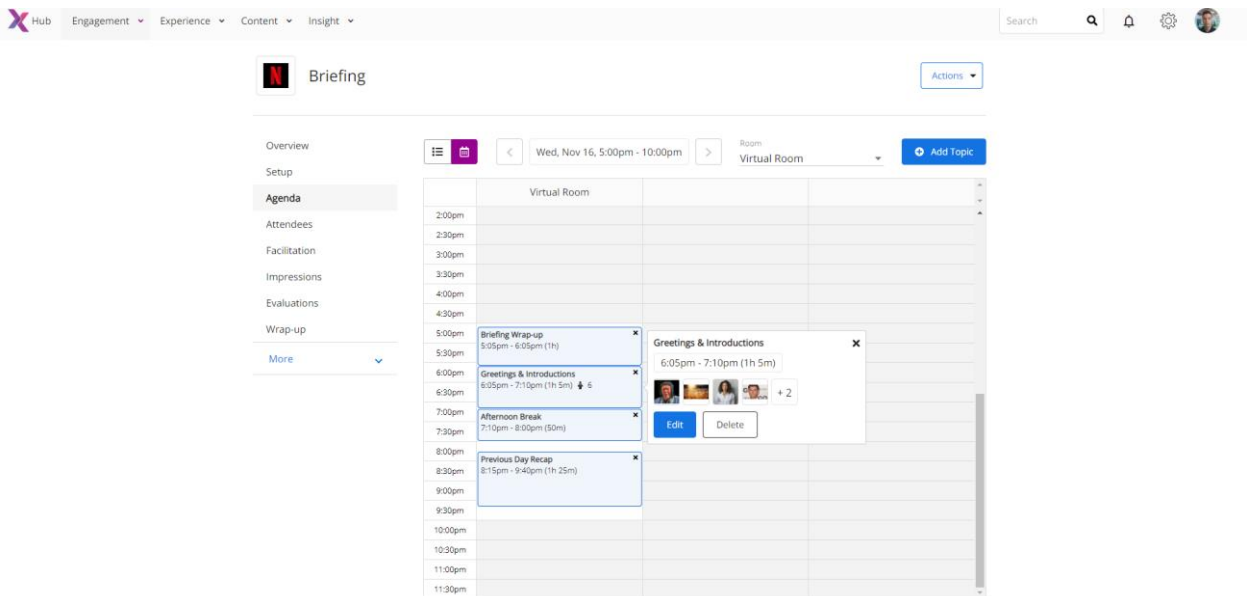 Hub Engagement Experience Content Insight Search
N Briefing Actions
Overview
Setup
Agenda
Attendees
Facilitation
Impressions
Evaluations
Wrap-up
More
Wed, Nov 16, 5:00pm - 10:00pm
Room
Virtual Room
Add Topic
Virtual Room
2:00pm
2:30pm
3:00pm
3:30pm
4:00pm
4:30pm
5:00pm
5:30pm
6:00pm
6:30pm
7:00pm
7:30pm
8:00pm
8:30pm
9:00pm
9:30pm
10:00pm
10:30pm
11:00pm
11:30pm
Briefing Wrap-up
5:05pm - 6:05pm (1h)
Greetings & Introductions
6:05pm - 7:10pm (1h 5m) 6
Afternoon Break
7:10pm - 8:00pm (50m)
Previous Day Recap
8:15pm - 9:40pm (1h 25m)
Greetings & Introductions
6:05pm - 7:10pm (1h 5m)
+ 2
Edit Delete